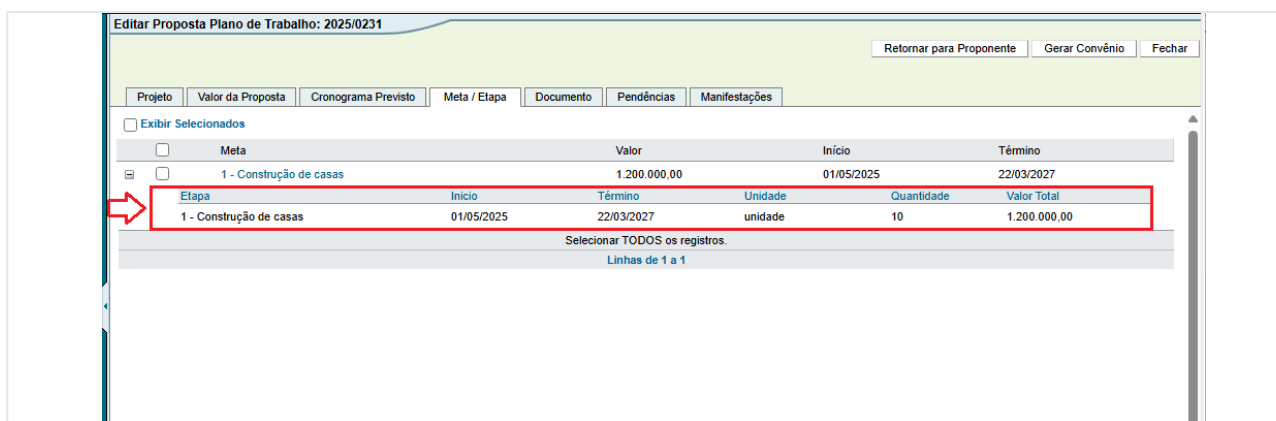 Editar Proposta Plano de Trabalho: 2025/0231
Retornar para Proponente Gerar Convênio Fechar
Projeto Valor da Proposta Cronograma Previsto Meta / Etapa Documento Pendências Manifestações
Exibir Selecionados
Meta Valor Início Término
1 - Construção de casas 1.200.000,00 01/05/2025 22/03/2027
Etapa Inicio Término Unidade Quantidade Valor Total
1 - Construção de casas 01/05/2025 22/03/2027 unidade 10 1.200.000,00
Selecionar TODOS os registros.
Linhas de 1 a 1